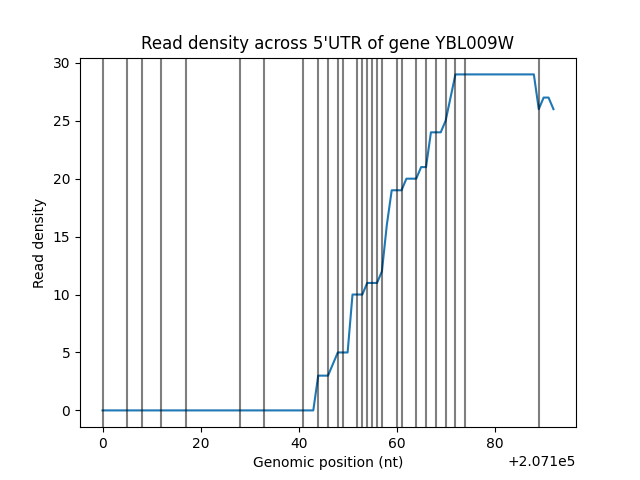 Read density across 5'UTR of gene YBL009W
30
25
20
15
10
5
0
Read density
0 20 40 60 80
Genomic position (nt)
+2.071e5